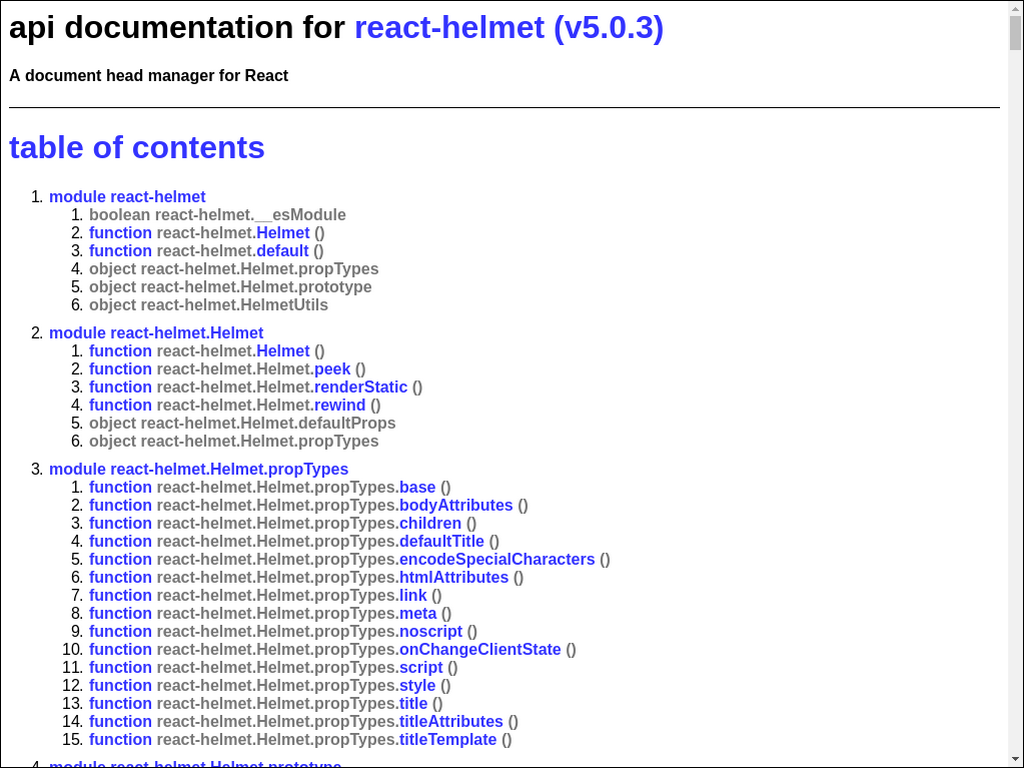 api documentation for react-helmet (v5.0.3)
A document head manager for React
table of contents
1. module react-helmet
1. boolean react-helmet.__esModule
2. function react-helmet.Helmet ()
3. function react-helmet.default ()
4. object react-helmet.Helmet.propTypes
5. object react-helmet.Helmet.prototype
6. object react-helmet.HelmetUtils
2. module react-helmet.Helmet
1. function react-helmet.Helmet ()
2. function react-helmet.Helmet.peek ()
3. function react-helmet.Helmet.renderStatic ()
4. function react-helmet.Helmet.rewind ()
5. object react-helmet.Helmet.defaultProps
6. object react-helmet.Helmet.propTypes
3. module react-helmet.Helmet.propTypes
1. function react-helmet.Helmet.propTypes.base ()
2. function react-helmet.Helmet.propTypes.bodyAttributes ()
3. function react-helmet.Helmet.propTypes.children ()
4. function react-helmet.Helmet.propTypes.defaultTitle ()
5. function react-helmet.Helmet.propTypes.encodeSpecialCharacters ()
6. function react-helmet.Helmet.propTypes.htmlAttributes ()
7. function react-helmet.Helmet.propTypes.link ()
8. function react-helmet.Helmet.propTypes.meta ()
9. function react-helmet.Helmet.propTypes.noscript ()
10. function react-helmet.Helmet.propTypes.onChangeClientState ()
11. function react-helmet.Helmet.propTypes.script ()
12. function react-helmet.Helmet.propTypes.style ()
13. function react-helmet.Helmet.propTypes.title ()
14. function react-helmet.Helmet.propTypes.titleAttributes ()
15. function react-helmet.Helmet.propTypes.titleTemplate ()
4. module react-helmet.Helmet.prototype